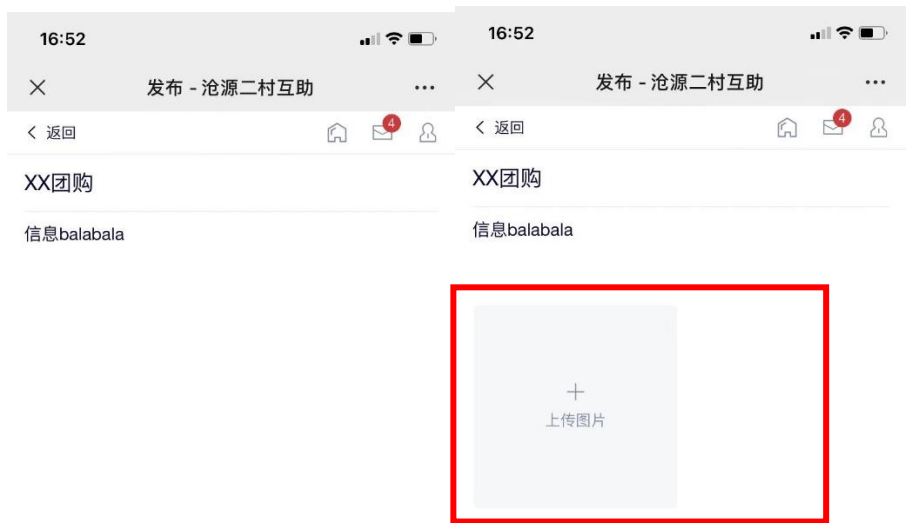 16:52
发布 - 沧源二村互助
返回
4
XX团购
信息balabala
16:52
发布 - 沧源二村互助
返回
4
XX团购
信息balabala
上传图片